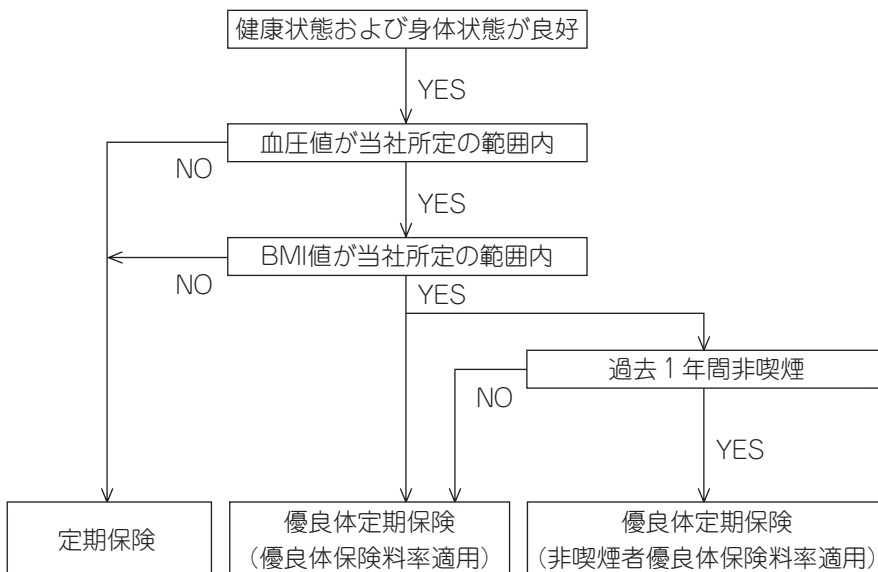 健康状態および身体状態が良好
YES
血圧値が当社所定の範囲内
NO
YES
BMI値が当社所定の範囲内
NO
YES
過去1年間非喫煙
NO
YES
定期保険
優良体定期保険
（優良体保険料率適用）
優良体定期保険
（非喫煙者優良体保険料率適用）